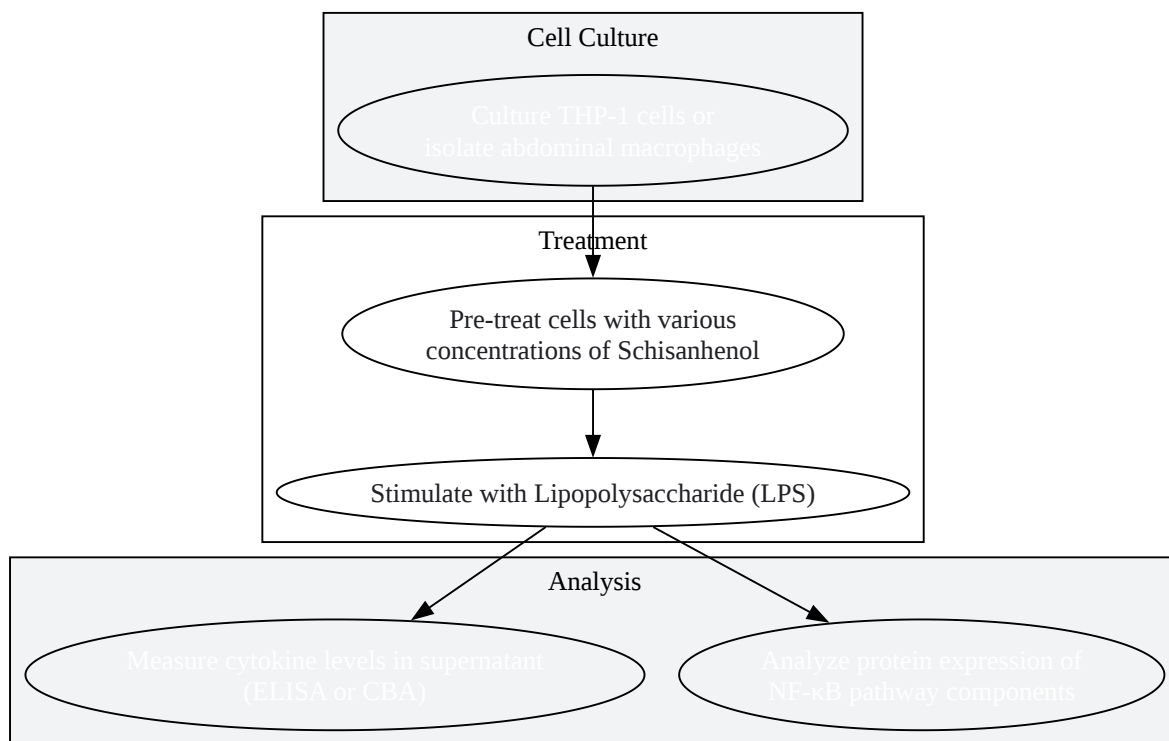 Cell Culture
Culture THP-1 cells or
isolate abdominal macrophages
Treatment
Pre-treat cells with various
concentrations of Schisanhenol
Stimulate with Lipopolysaccharide (LPS)
Analysis
Measure cytokine levels in supernatant
(ELISA or CBA)
Analyze protein expression of
NF-κB pathway components